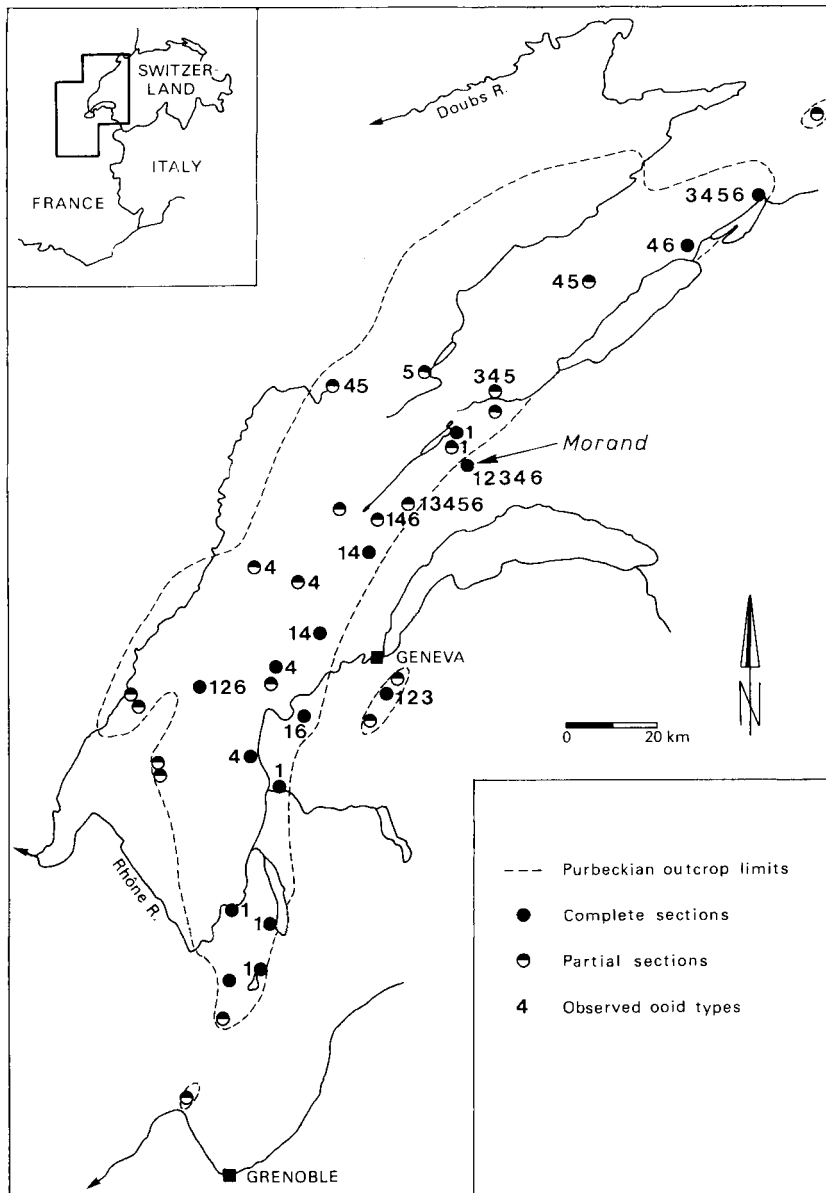 SWITZER-
LAND
ITALY
FRANCE
Doubs R.
3456
46
45
5
45
345
1
1
Morand
12346
13456
146
14
4
4
14
GENEVA
4
126
123
16
4
1
N
0 20 km
Rhône R.
1
1
1
GRENOBLE
Purbeckian outcrop limits
Complete sections
Partial sections
4 Observed ooid types